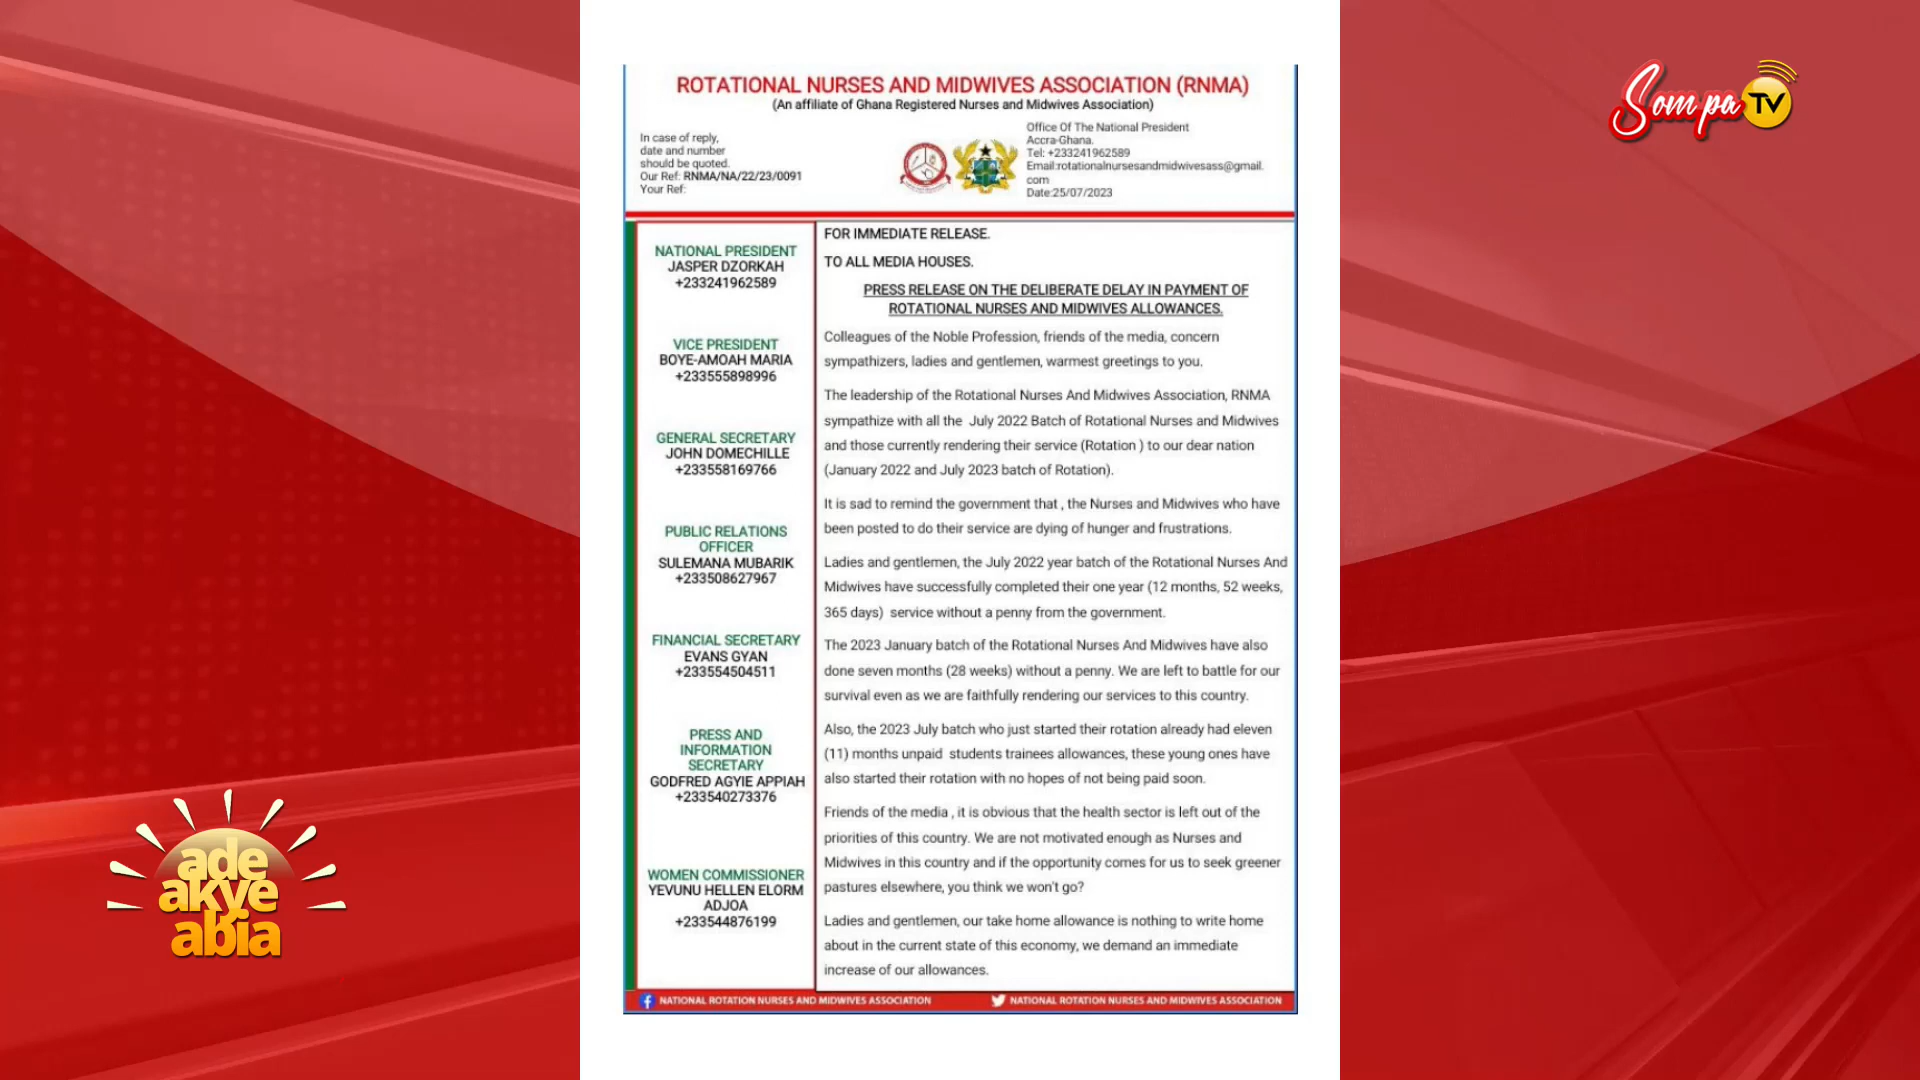 ROTATIONAL NURSES AND MIDWIVES ASSOCIATION (RNMA)
(An affiliate of Ghana Registered Nurses and Midwives Association)
In case of reply,
date and number
should be quoted.
Our Ref: RNMA/NA/22/23/0091
Your Ref:
Office Of The National President
Accra-Ghana.
Tel: +233241962589
Email:rotationalnursesandmidwivesass@gmail.
com
Date:25/07/2023
NATIONAL PRESIDENT
JASPER DZORKAH
+233241962589
VICE PRESIDENT
BOYE-AMOAH MARIA
+233555898996
GENERAL SECRETARY
JOHN DOMECHILLE
+233558169766
PUBLIC RELATIONS
OFFICER
SULEMANA MUBARIK
+233508627967
FINANCIAL SECRETARY
EVANS GYAN
+233554504511
PRESS AND
INFORMATION
SECRETARY
GODFRED AGYIE APPIAH
+233540273376
WOMEN COMMISSIONER
YEVUNU HELLEN ELORM
ADJOA
+233544876199
FOR IMMEDIATE RELEASE.
TO ALL MEDIA HOUSES.
PRESS RELEASE ON THE DELIBERATE DELAY IN PAYMENT OF
ROTATIONAL NURSES AND MIDWIVES ALLOWANCES.
Colleagues of the Noble Profession, friends of the media, concern
sympathizers, ladies and gentlemen, warmest greetings to you.
The leadership of the Rotational Nurses And Midwives Association, RNMA
sympathize with all the  July 2022 Batch of Rotational Nurses and Midwives
and those currently rendering their service (Rotation ) to our dear nation
(January 2022 and July 2023 batch of Rotation).
It is sad to remind the government that , the Nurses and Midwives who have
been posted to do their service are dying of hunger and frustrations.
Ladies and gentlemen, the July 2022 year batch of the Rotational Nurses And
Midwives have successfully completed their one year (12 months, 52 weeks,
365 days)  service without a penny from the government.
The 2023 January batch of the Rotational Nurses And Midwives have also
done seven months (28 weeks) without a penny. We are left to battle for our
survival even as we are faithfully rendering our services to this country.
Also, the 2023 July batch who just started their rotation already had eleven
(11) months unpaid  students trainees allowances, these young ones have
also started their rotation with no hopes of not being paid soon.
Friends of the media , it is obvious that the health sector is left out of the
priorities of this country. We are not motivated enough as Nurses and
Midwives in this country and if the opportunity comes for us to seek greener
pastures elsewhere, you think we won't go?
Ladies and gentlemen, our take home allowance is nothing to write home
about in the current state of this economy, we demand an immediate
increase of our allowances.
NATIONAL ROTATION NURSES AND MIDWIVES ASSOCIATION
NATIONAL ROTATION NURSES AND MIDWIVES ASSOCIATION
Som pa TV
ade
akye
abia